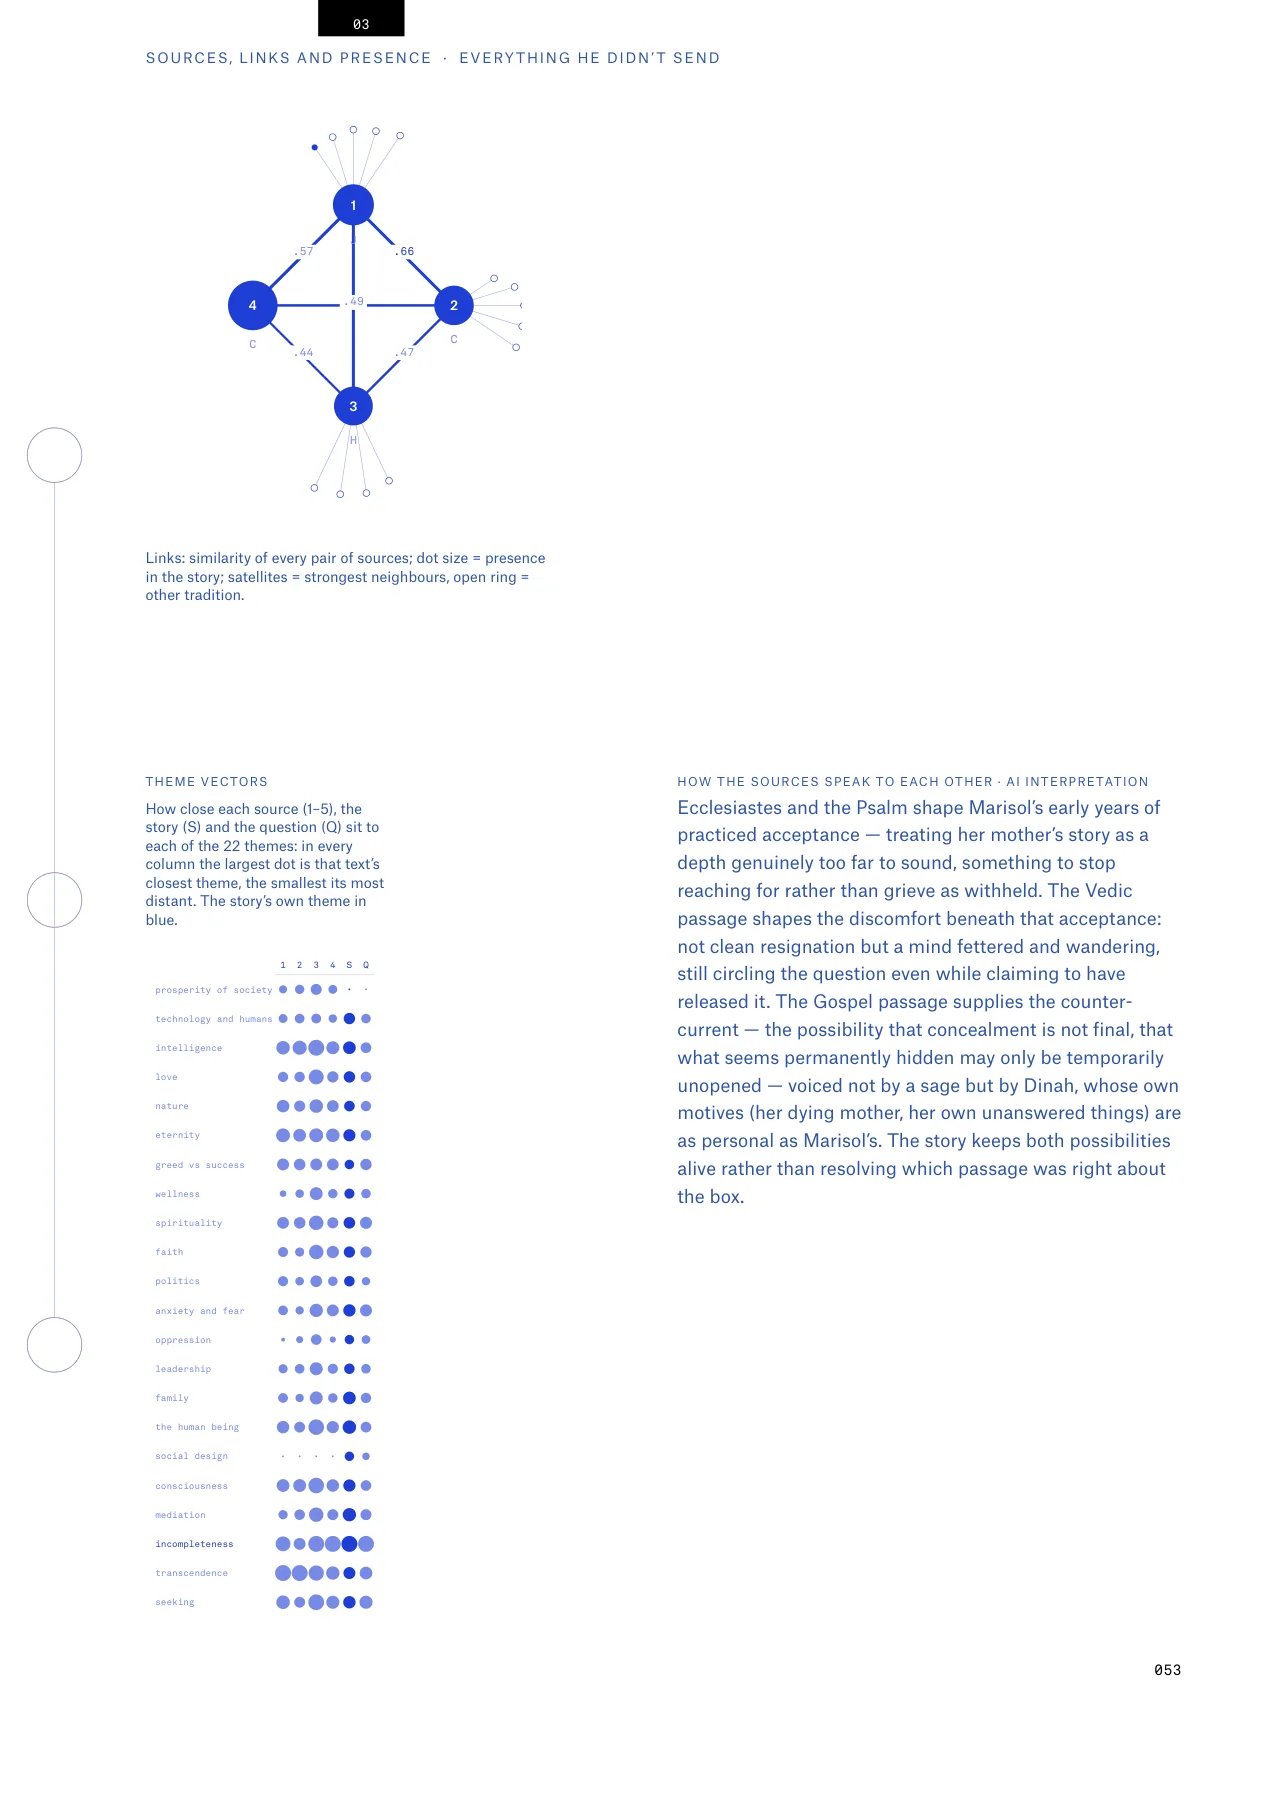 03
SOURCES, LINKS AND PRESENCE · EVERYTHING HE DIDN’T SEND
1
.57
.66
4
.49
2
C
C
.44
.47
3
H
Links: similarity of every pair of sources; dot size = presence
in the story; satellites = strongest neighbours, open ring =
other tradition.
THEME VECTORS
How close each source (1–5), the
story (S) and the question (Q) sit to
each of the 22 themes: in every
column the largest dot is that text’s
closest theme, the smallest its most
distant. The story’s own theme in
blue.
1 2 3 4 S Q
prosperity of society
technology and humans
intelligence
love
nature
eternity
greed vs success
wellness
spirituality
faith
politics
anxiety and fear
oppression
leadership
family
the human being
social design
consciousness
mediation
incompleteness
transcendence
seeking
HOW THE SOURCES SPEAK TO EACH OTHER · AI INTERPRETATION
Ecclesiastes and the Psalm shape Marisol’s early years of
practiced acceptance — treating her mother’s story as a
depth genuinely too far to sound, something to stop
reaching for rather than grieve as withheld. The Vedic
passage shapes the discomfort beneath that acceptance:
not clean resignation but a mind fettered and wandering,
still circling the question even while claiming to have
released it. The Gospel passage supplies the counter-
current — the possibility that concealment is not final, that
what seems permanently hidden may only be temporarily
unopened — voiced not by a sage but by Dinah, whose own
motives (her dying mother, her own unanswered things) are
as personal as Marisol’s. The story keeps both possibilities
alive rather than resolving which passage was right about
the box.
053